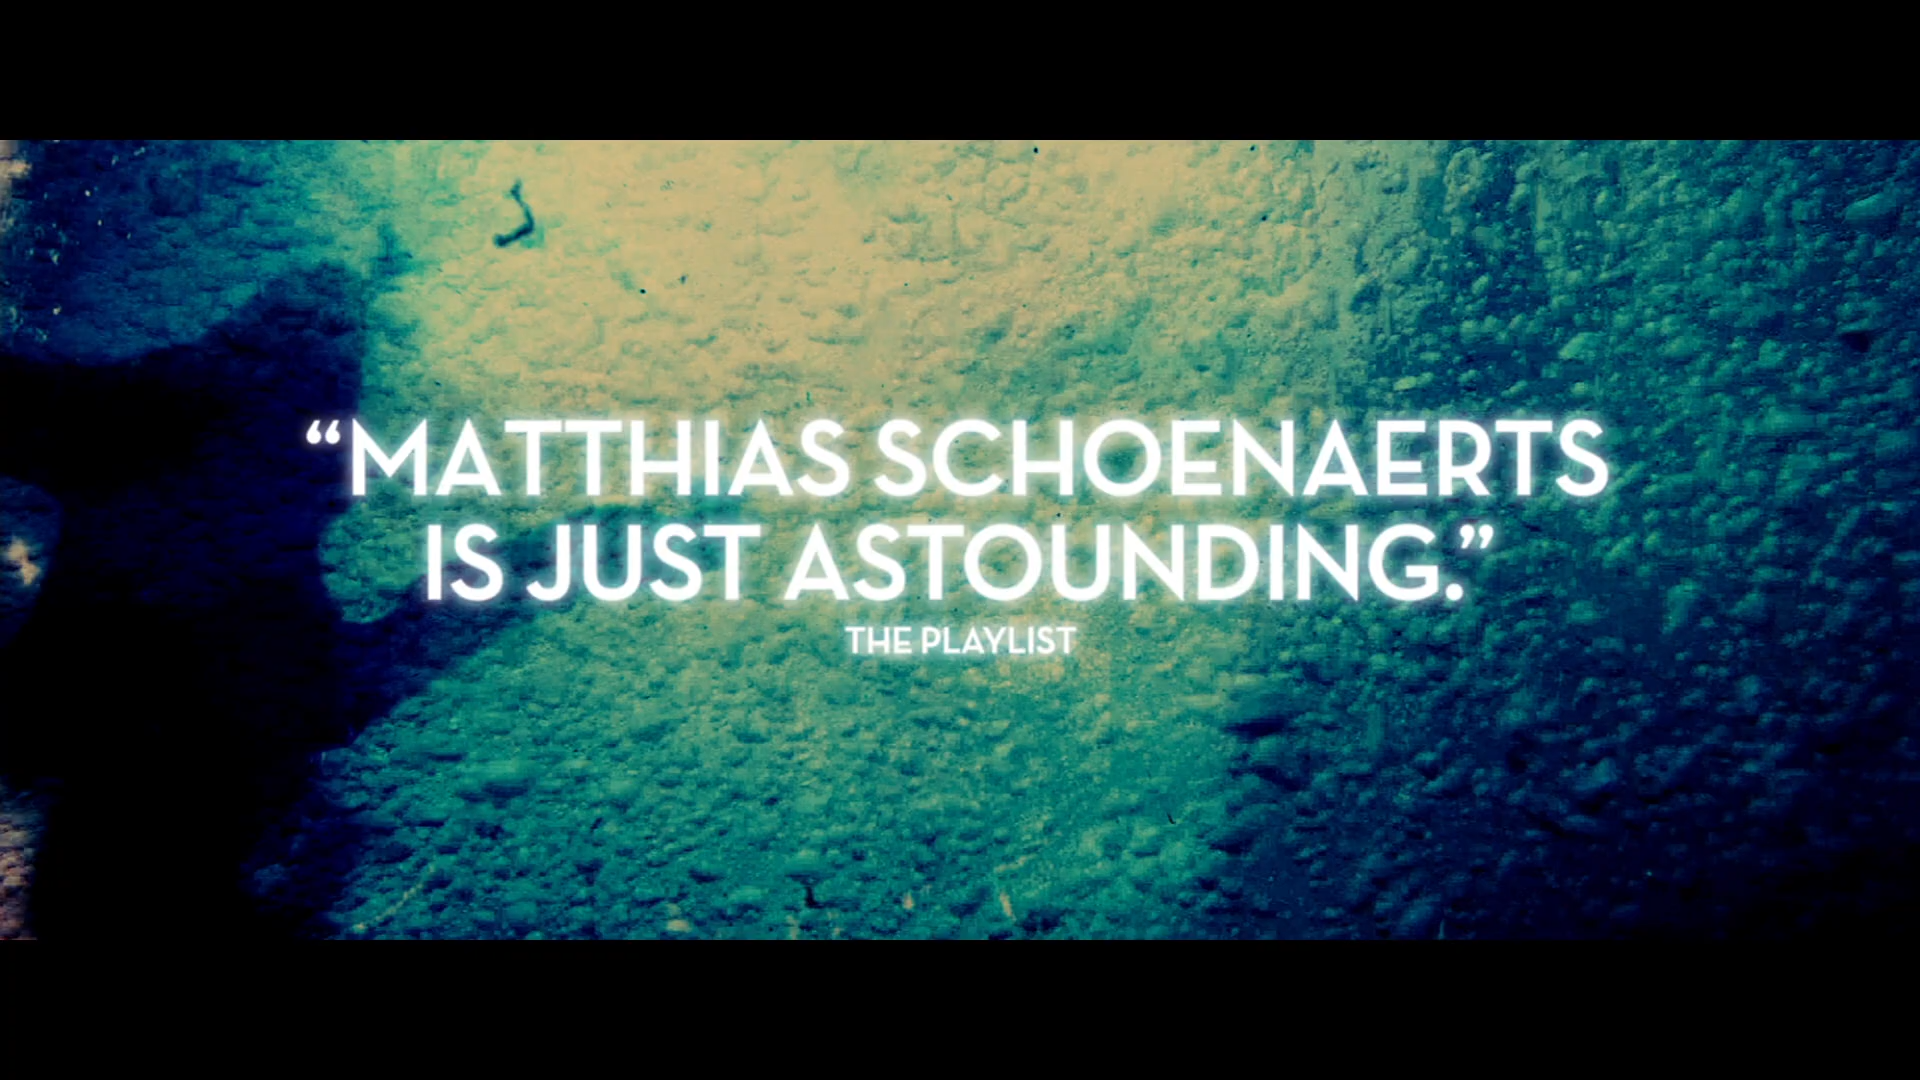 “MATTHIAS SCHOENAERTS
IS JUST ASTOUNDING.”
THE PLAYLIST